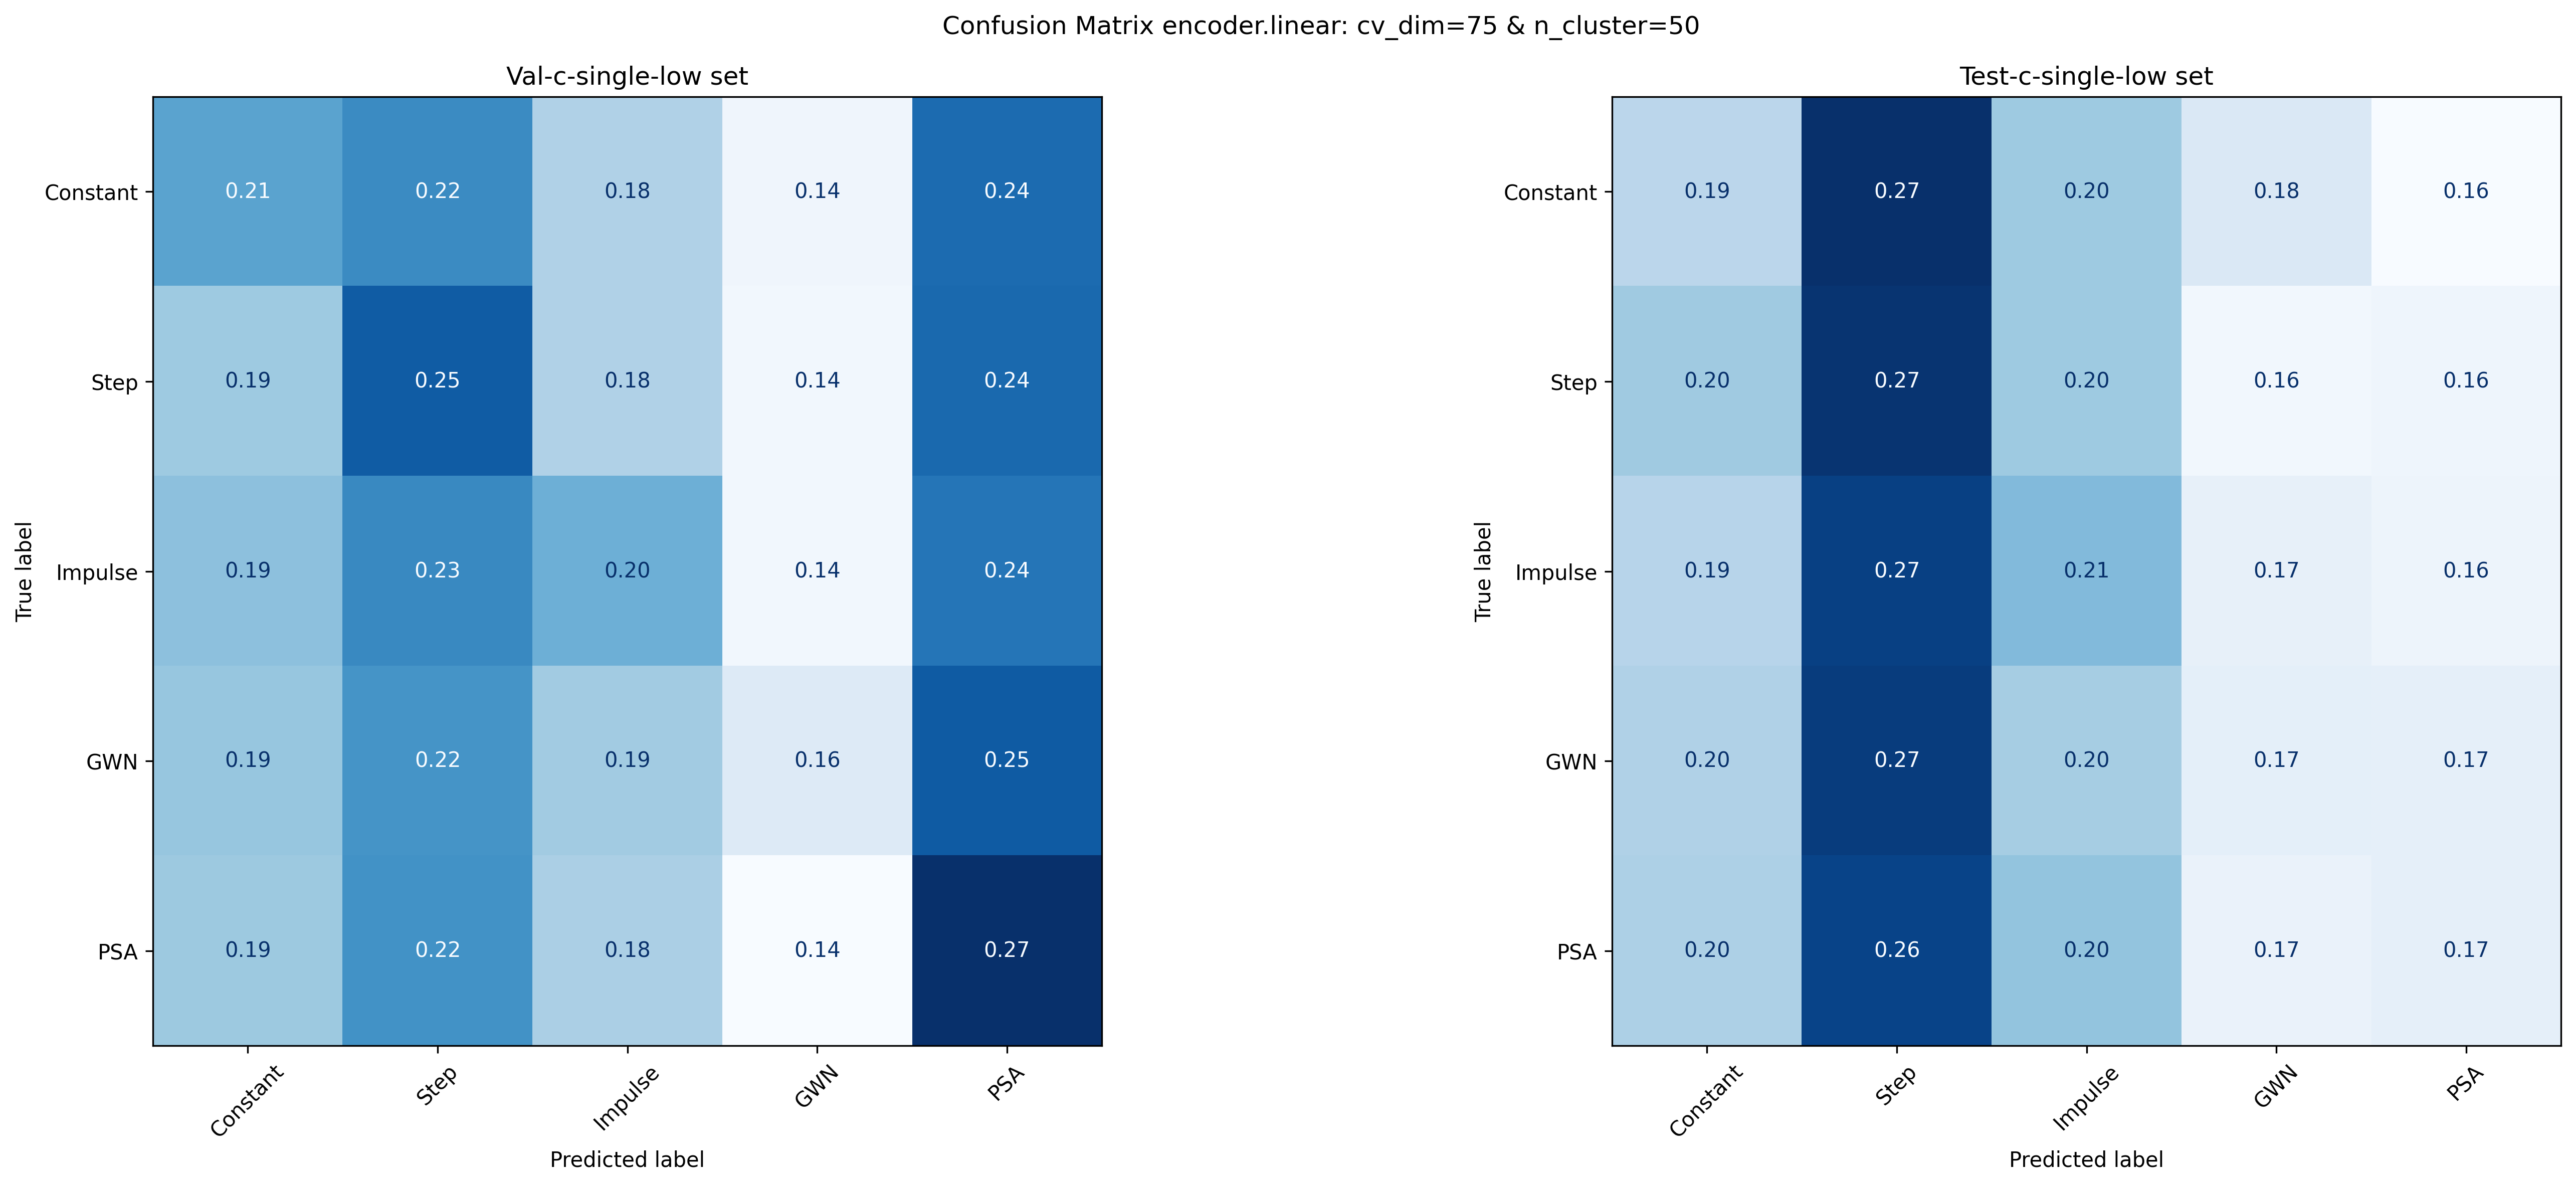 Confusion Matrix encoder.linear: cv_dim=75 & n_cluster=50
Val-c-single-low set
True label
Constant 0.21 0.22 0.18 0.14 0.24
Step 0.19 0.25 0.18 0.14 0.24
Impulse 0.19 0.23 0.20 0.14 0.24
GWN 0.19 0.22 0.19 0.16 0.25
PSA 0.19 0.22 0.18 0.14 0.27
Constant Step Impulse GWN PSA
Predicted label
Test-c-single-low set
True label
Constant 0.19 0.27 0.20 0.18 0.16
Step 0.20 0.27 0.20 0.16 0.16
Impulse 0.19 0.27 0.21 0.17 0.16
GWN 0.20 0.27 0.20 0.17 0.17
PSA 0.20 0.26 0.20 0.17 0.17
Constant Step Impulse GWN PSA
Predicted label